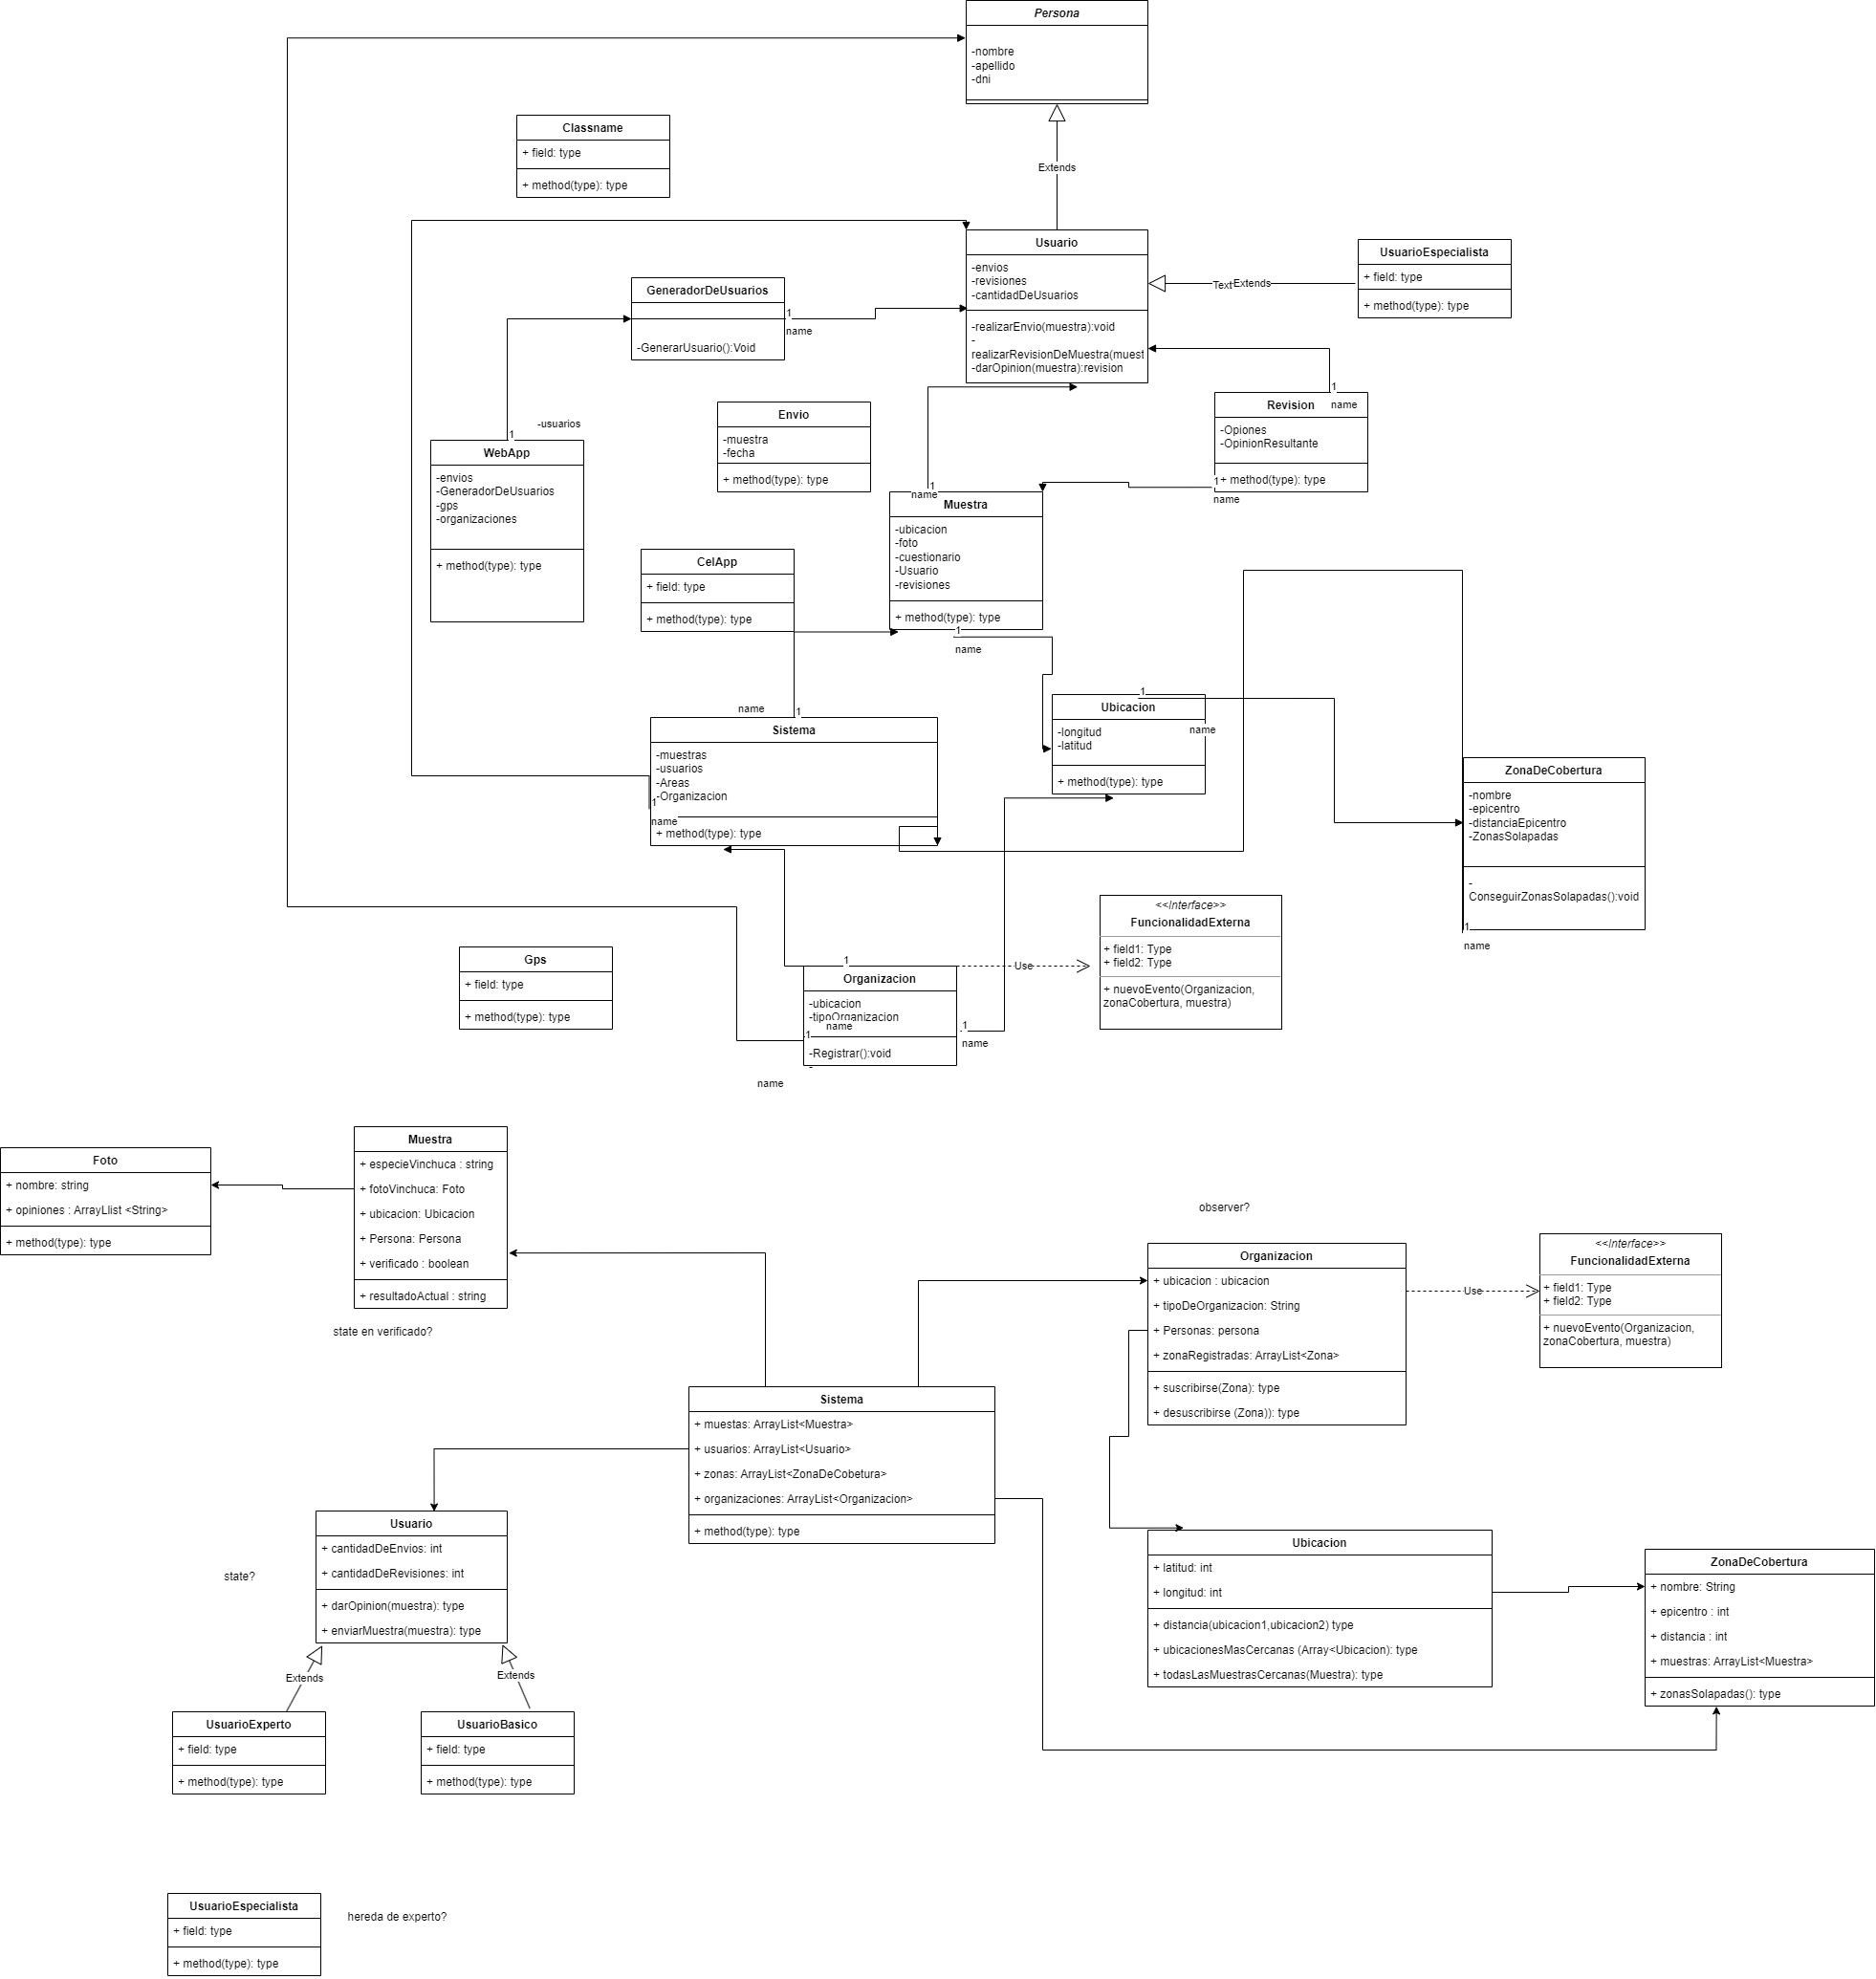 Persona
-nombre
-apellido
-dni
Classname
+ field: type
+ method(type): type
Extends
Usuario
-envios
-revisiones
-cantidadDeUsuarios
-realizarEnvio(muestra):void
-
realizarRevisionDeMuestra(muest
-darOpinion(muestra):revision
UsuarioEspecialista
+ field: type
+ method(type): type
Text
Extends
GeneradorDeUsuarios
-GenerarUsuario():Void
1
name
1
name
Revision
-Opiones
-OpinionResultante
+ method(type): type
1
name
Envio
-muestra
-fecha
+ method(type): type
-usuarios
1
WebApp
-envios
-GeneradorDeUsuarios
-gps
-organizaciones
+ method(type): type
1
name
Muestra
-ubicacion
-foto
-cuestionario
-Usuario
-revisiones
+ method(type): type
1
name
CelApp
+ field: type
+ method(type): type
name
1
Sistema
-muestras
-usuarios
-Areas
-Organizacion
1
name
+ method(type): type
1
Ubicacion
name
-longitud
-latitud
+ method(type): type
ZonaDeCobertura
-nombre
-epicentro
-distanciaEpicentro
-ZonasSolapadas
-
ConseguirZonasSolapadas():void
1
name
<<Interface>>
FuncionalidadExterna
+ field1: Type
+ field2: Type
+ nuevoEvento(Organizacion,
zonaCobertura, muestra)
Gps
+ field: type
+ method(type): type
1
Use
Organizacion
-ubicacion
-tipoOrganizacion
name
1
1
name
-Registrar():void
-
name
Foto
+ nombre: string
+ opiniones : ArrayLlist <String>
+ method(type): type
Muestra
+ especieVinchuca : string
+ fotoVinchuca: Foto
+ ubicacion: Ubicacion
+ Persona: Persona
+ verificado : boolean
+ resultadoActual : string
state en verificado?
observer?
Organizacion
+ ubicacion : ubicacion
+ tipoDeOrganizacion: String
+ Personas: persona
+ zonaRegistradas: ArrayList<Zona>
+ suscribirse(Zona): type
+ desuscribirse (Zona)): type
Use
<<Interface>>
FuncionalidadExterna
+ field1: Type
+ field2: Type
+ nuevoEvento(Organizacion,
zonaCobertura, muestra)
Sistema
+ muestas: ArrayList<Muestra>
+ usuarios: ArrayList<Usuario>
+ zonas: ArrayList<ZonaDeCobetura>
+ organizaciones: ArrayList<Organizacion>
+ method(type): type
Usuario
+ cantidadDeEnvios: int
+ cantidadDeRevisiones: int
+ darOpinion(muestra): type
+ enviarMuestra(muestra): type
state?
Extends
Extends
UsuarioExperto
+ field: type
+ method(type): type
UsuarioBasico
+ field: type
+ method(type): type
Ubicacion
+ latitud: int
+ longitud: int
+ distancia(ubicacion1,ubicacion2) type
+ ubicacionesMasCercanas (Array<Ubicacion): type
+ todasLasMuestrasCercanas(Muestra): type
ZonaDeCobertura
+ nombre: String
+ epicentro : int
+ distancia : int
+ muestras: ArrayList<Muestra>
+ zonasSolapadas(): type
UsuarioEspecialista
+ field: type
+ method(type): type
hereda de experto?